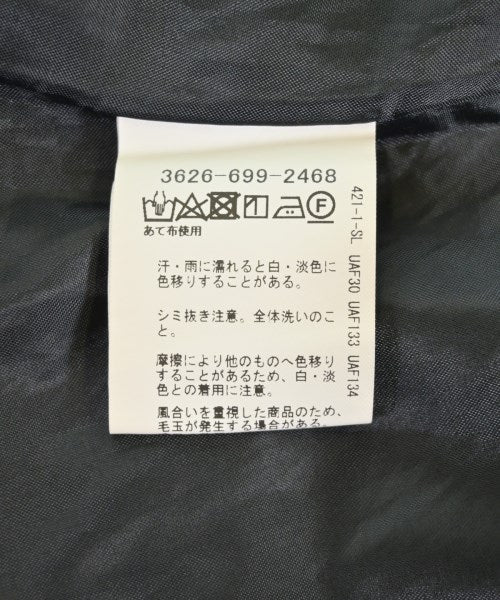 3626-699-2468
F
あて布使用
汗・雨に濡れると白・淡色に
色移りすることがある。
シミ抜き注意。全体洗いのこ
と。
摩擦により他のものへ色移り
することがあるため、白・淡
色との着用に注意。
風合いを重視した商品のため、
毛玉が発生する場合がある。
421-1-SL UAF30 UAF133 UAF134